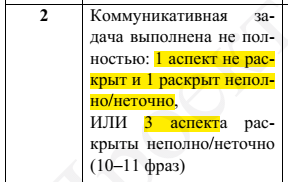 2
Коммуникативная за-
дача выполнена не пол-
ностью: 1 аспект не рас-
крыт и 1 раскрыт непол-
но/неточно,
ИЛИ 3 аспекта рас-
крыты неполно/неточно
(10–11 фраз)